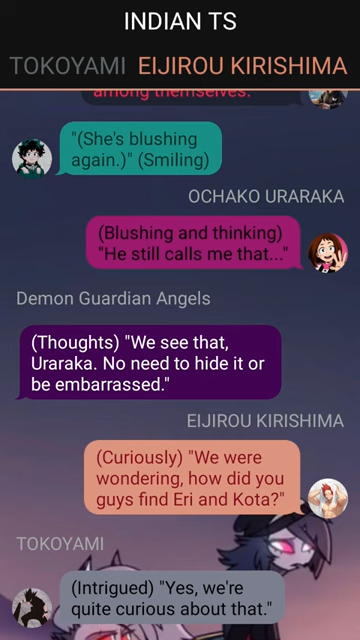 INDIAN TS
TOKOYAMI EIJIROU KIRISHIMA
among themselves."
"(She's blushing
again.)" (Smiling)
OCHAKO URARAKA
(Blushing and thinking)
"He still calls me that..."
Demon Guardian Angels
(Thoughts) "We see that,
Uraraka. No need to hide it or
be embarrassed."
EIJIROU KIRISHIMA
(Curiously) "We were
wondering, how did you
guys find Eri and Kota?"
TOKOYAMI
(Intrigued) "Yes, we're
quite curious about that."